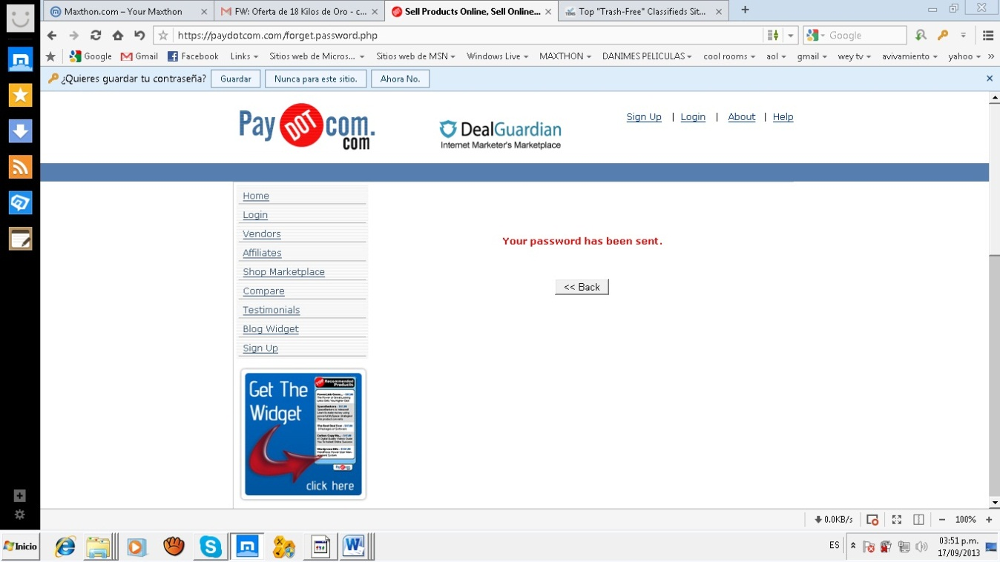 Maxthon.com – Your Maxthon
FW: Oferta de 18 Kilos de Oro - c...
Sell Products Online, Sell Online...
Top "Trash-Free" Classifieds Sit...
https://paydotcom.com/forget.password.php
Google
Google Gmail Facebook Links Sitios web de Micros... Sitios web de MSN Windows Live MAXTHON DANIMES PELICULAS cool rooms aol gmail wey tv avivamiento yahoo »
¿Quieres guardar tu contraseña? Guardar Nunca para este sitio. Ahora No.
Pay DOT com.
com
DealGuardian
Internet Marketer's Marketplace
Sign Up | Login | About | Help
Home
Login
Vendors
Affiliates
Shop Marketplace
Compare
Testimonials
Blog Widget
Sign Up
Your password has been sent.
<< Back
Get The
Widget
Recommended
Products
click here
0.0KB/s
100%
Inicio
ES
03:51 p.m.
17/09/2013